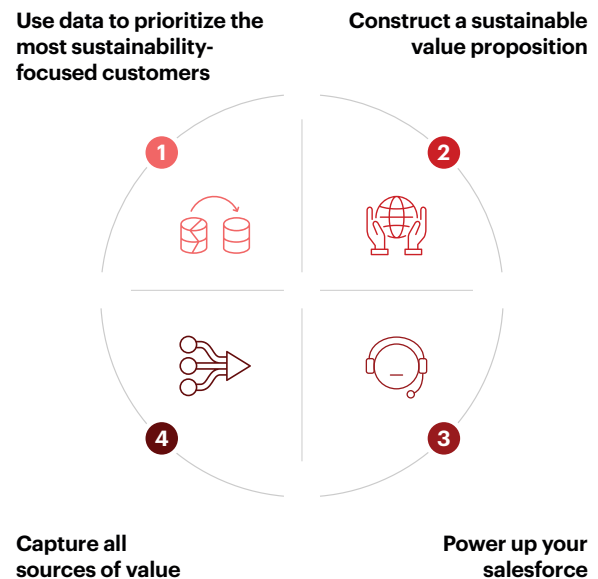 Use data to prioritize the
most sustainability-
focused customers
Construct a sustainable
value proposition
1
2
4
3
Capture all
sources of value
Power up your
salesforce